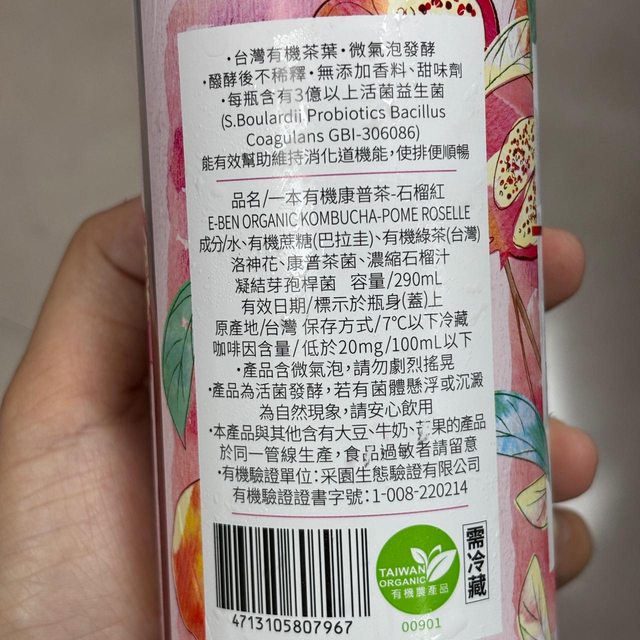 •台灣有機茶葉•微氣泡發酵
•醱酵後不稀釋•無添加香料、甜味劑
•每瓶含有3億以上活菌益生菌
(S.Boulardii Probiotics Bacillus
Coagulans GBI-306086)
能有效幫助維持消化道機能,使排便順暢
品名/一本有機康普茶-石榴紅
E-BEN ORGANIC KOMBUCHA-POME ROSELLE
成分/水、有機蔗糖(巴拉圭)、有機綠茶(台灣)
洛神花、康普茶菌、濃縮石榴汁
凝結芽孢桿菌 容量/290mL
有效日期/標示於瓶身(蓋)上
原產地/台灣 保存方式/7℃以下冷藏
咖啡因含量/低於20mg/100mL以下
•產品含微氣泡,請勿劇烈搖晃
•產品為活菌發酵,若有菌體懸浮或沉澱
為自然現象,請安心飲用
•本產品與其他含有大豆、牛奶、芒果的產品
於同一管線生產,食品過敏者請留意
•有機驗證單位:采園生態驗證有限公司
有機驗證證書字號:1-008-220214
4713105807967
TAIWAN
ORGANIC
有機農產品
00901
需冷藏